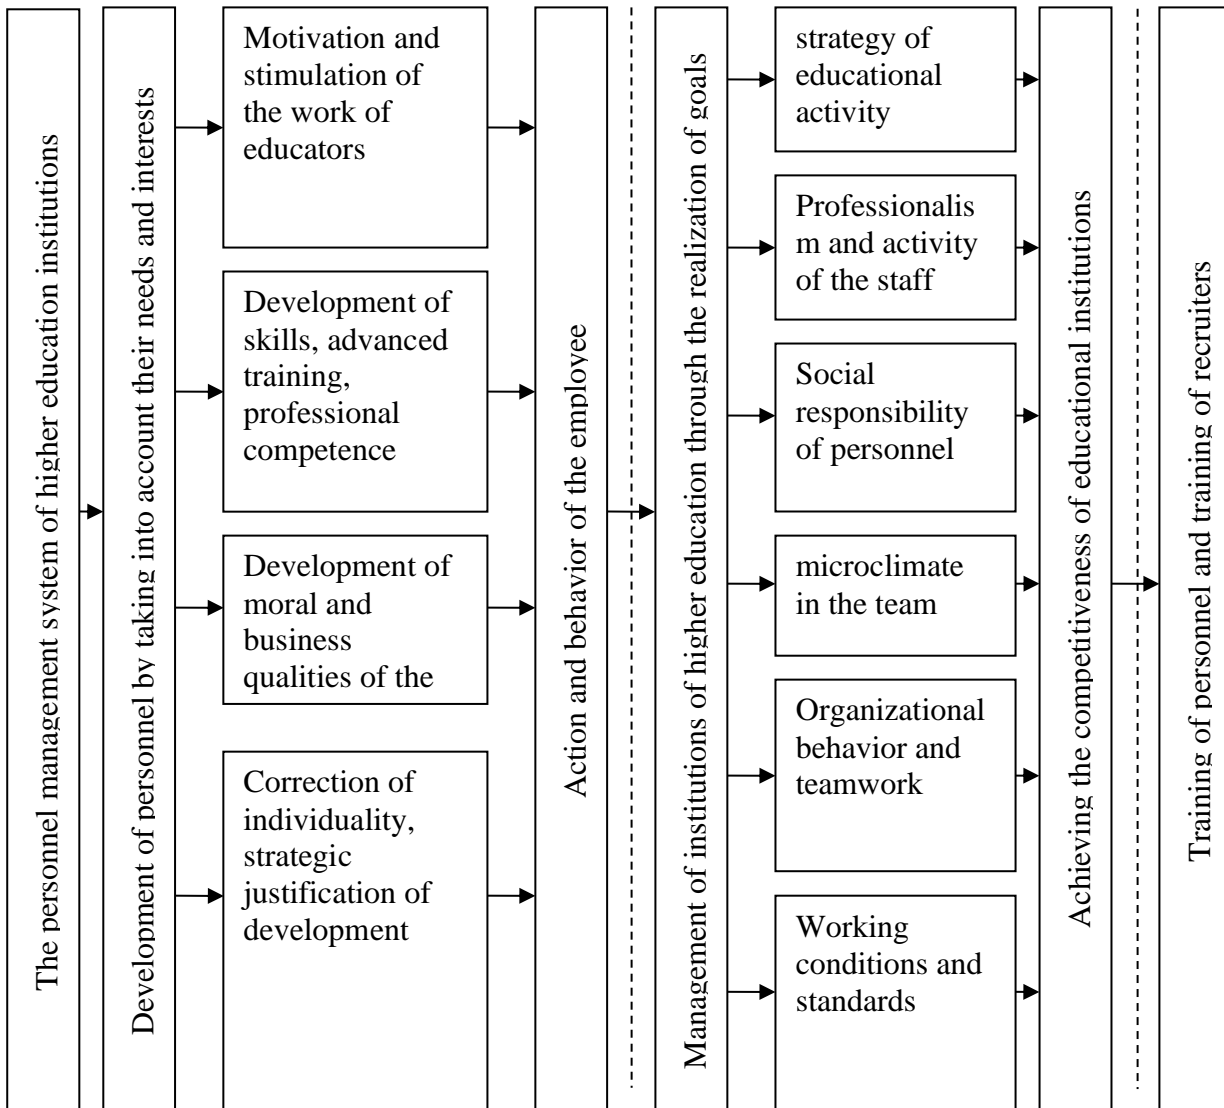 The personnel management system of higher education institutions
Development of personnel by taking into account their needs and interests
Motivation and
stimulation of
the work of
educators
Development of
skills, advanced
training,
professional
competence
Development of
moral and
business
qualities of the
Correction of
individuality,
strategic
justification of
development
Action and behavior of the employee
Management of institutions of higher education through the realization of goals
strategy of
educational
activity
Professionalis
m and activity
of the staff
Social
responsibility
of personnel
microclimate
in the team
Organizational
behavior and
teamwork
Working
conditions and
standards
Achieving the competitiveness of educational institutions
Training of personnel and training of recruiters